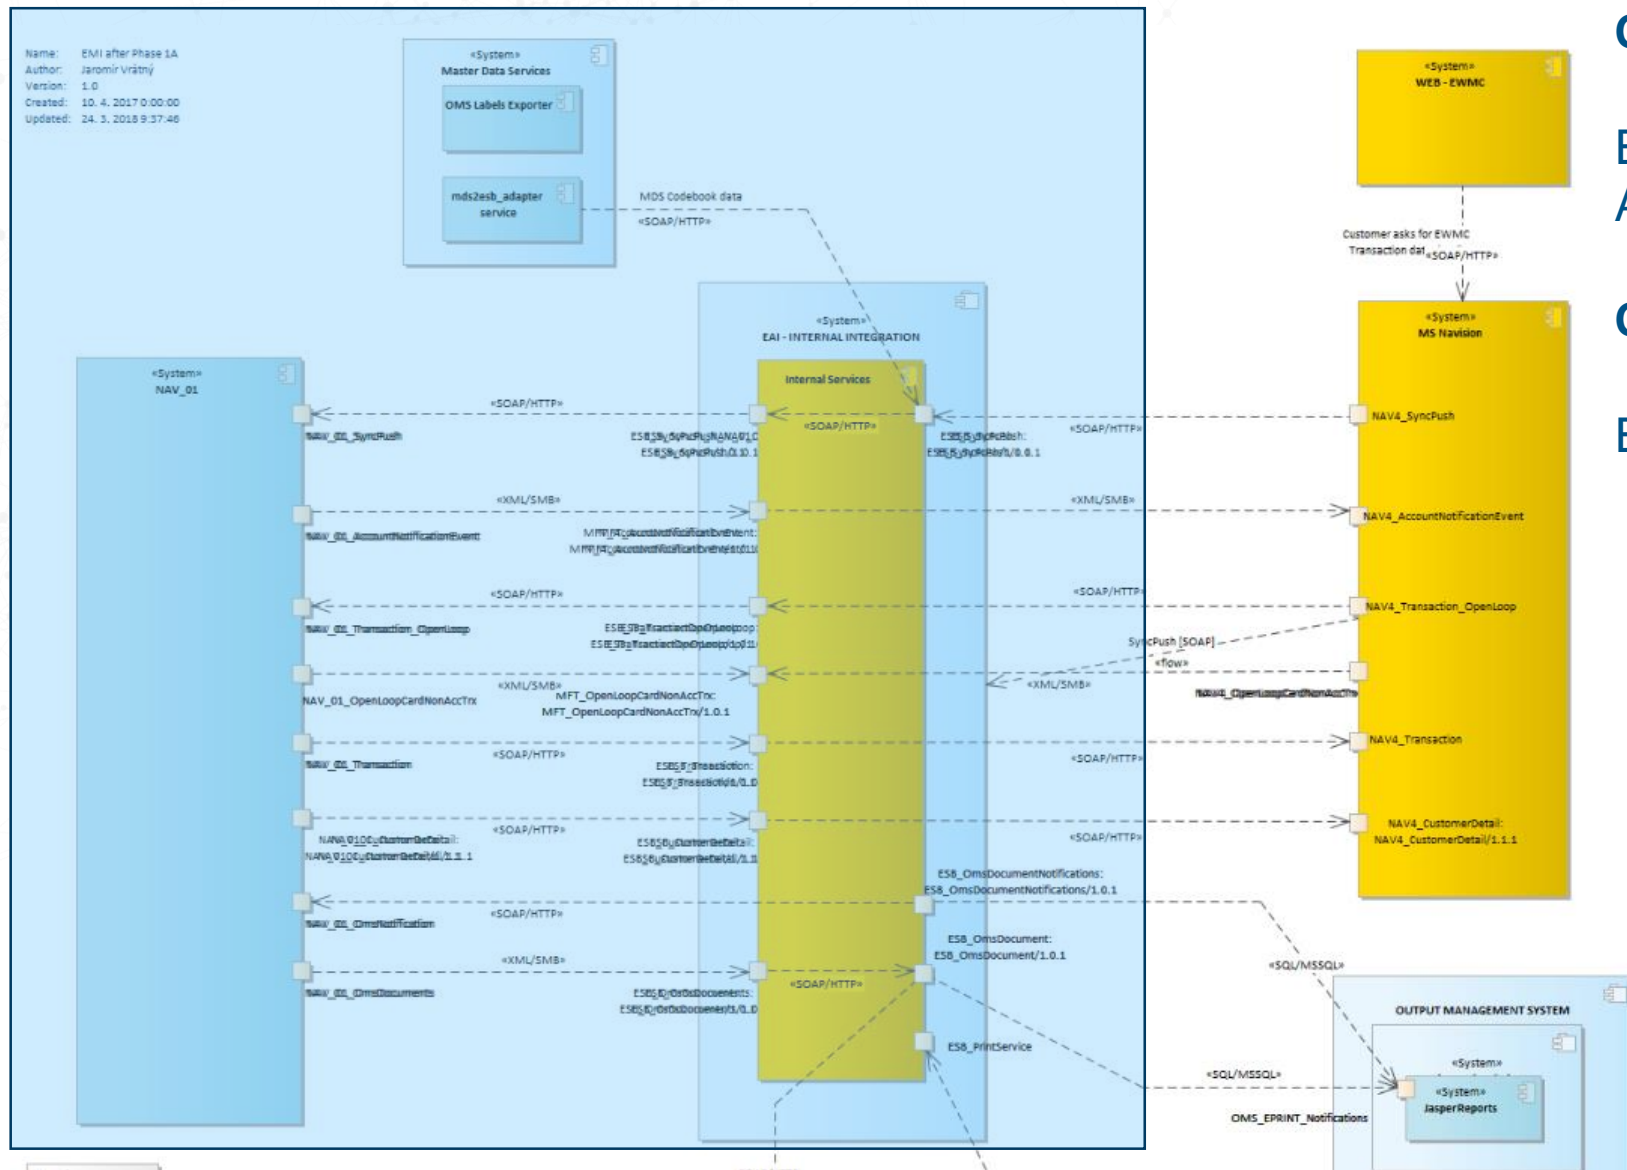 Name: EMI after Phase 1A
Author: Jaromír Vrátný
Version: 1.0
Created: 10. 4. 2017 0:00:00
Updated: 24. 3. 2018 9:37:46
«System»
Master Data Services
OMS Labels Exporter
mds2esb_adapter
service
MDS Codebook data
«SOAP/HTTP»
«System»
WEB - EWMC
Customer asks for EWMC
Transaction dat
«SOAP/HTTP»
«System»
EAI - INTERNAL INTEGRATION
Internal Services
«System»
NAV_01
«System»
MS Navision
«SOAP/HTTP»
«SOAP/HTTP»
«SOAP/HTTP»
NAV_01_SyncPush
NAV4_SyncPush
«XML/SMB»
«XML/SMB»
NAV_01_AccountNotificationEvent
NAV4_AccountNotificationEvent
«SOAP/HTTP»
«SOAP/HTTP»
NAV_01_Transaction_OpenLoop
NAV4_Transaction_OpenLoop
SyncPush [SOAP]
«flow»
«XML/SMB»
«XML/SMB»
NAV_01_OpenLoopCardNonAccTrx
MFT_OpenLoopCardNonAccTrx:
MFT_OpenLoopCardNonAccTrx/1.0.1
NAV4_OpenLoopCardNonAccTrx
«SOAP/HTTP»
«SOAP/HTTP»
NAV_01_Transaction
NAV4_Transaction
«SOAP/HTTP»
«SOAP/HTTP»
NAV4_CustomerDetail:
NAV4_CustomerDetail/1.1.1
ESB_OmsDocumentNotifications:
ESB_OmsDocumentNotifications/1.0.1
«SOAP/HTTP»
NAV_01_OmsNotification
ESB_OmsDocument:
ESB_OmsDocument/1.0.1
«XML/SMB»
«SOAP/HTTP»
NAV_01_OmsDocuments
«SQL/MSSQL»
ESB_PrintService
«SQL/MSSQL»
OUTPUT MANAGEMENT SYSTEM
«System»
«System»
JasperReports
OMS_EPRINT_Notifications